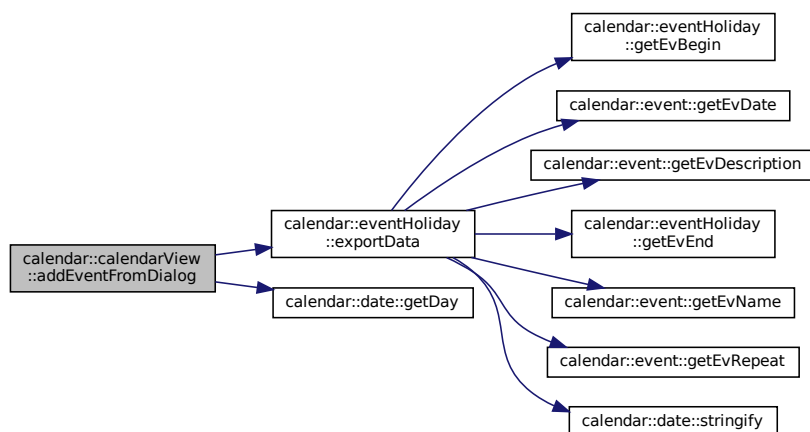 calendar::eventHoliday
::getEvBegin
calendar::event::getEvDate
calendar::event::getEvDescription
calendar::eventHoliday
::exportData
calendar::eventHoliday
::getEvEnd
calendar::calendarView
::addEventFromDialog
calendar::date::getDay
calendar::event::getEvName
calendar::event::getEvRepeat
calendar::date::stringify